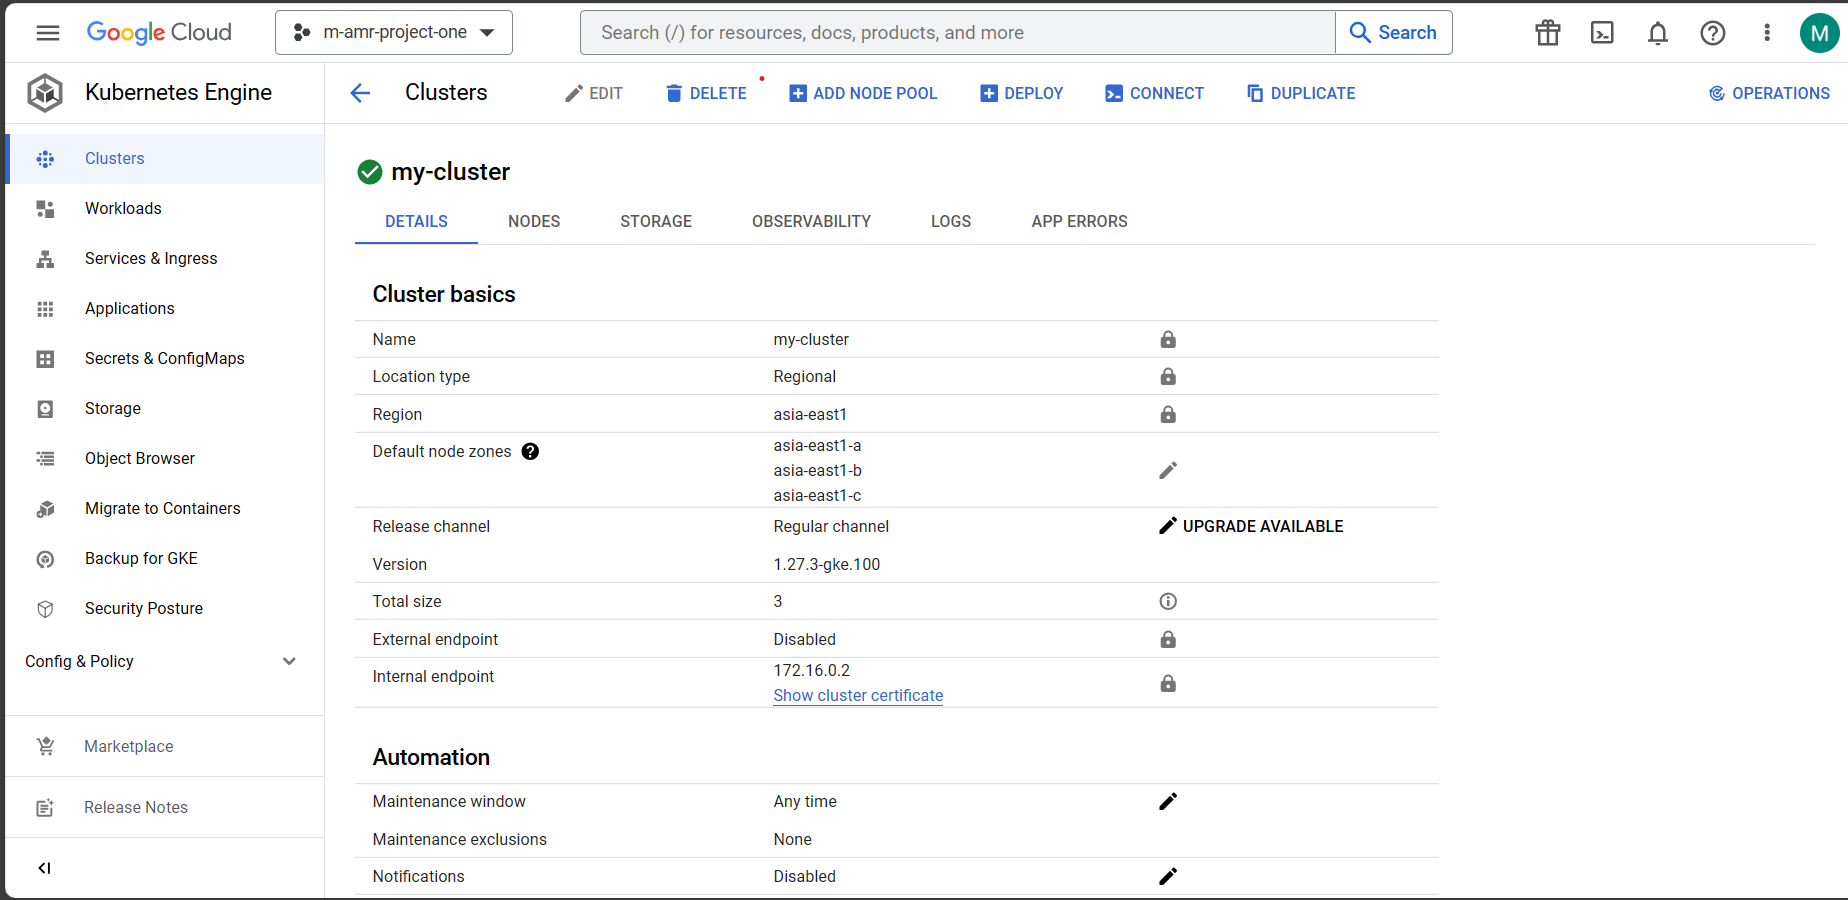 Google Cloud
m-amr-project-one
Search (/) for resources, docs, products, and more
Search
M
Kubernetes Engine
Clusters
EDIT
DELETE
ADD NODE POOL
DEPLOY
CONNECT
DUPLICATE
OPERATIONS
Clusters
Workloads
Services & Ingress
Applications
Secrets & ConfigMaps
Storage
Object Browser
Migrate to Containers
Backup for GKE
Security Posture
Config & Policy
Marketplace
Release Notes
my-cluster
DETAILS
NODES
STORAGE
OBSERVABILITY
LOGS
APP ERRORS
Cluster basics
Name my-cluster
Location type Regional
Region asia-east1
Default node zones ? asia-east1-a
asia-east1-b
asia-east1-c
Release channel Regular channel UPGRADE AVAILABLE
Version 1.27.3-gke.100
Total size 3
External endpoint Disabled
Internal endpoint 172.16.0.2
Show cluster certificate
Automation
Maintenance window Any time
Maintenance exclusions None
Notifications Disabled